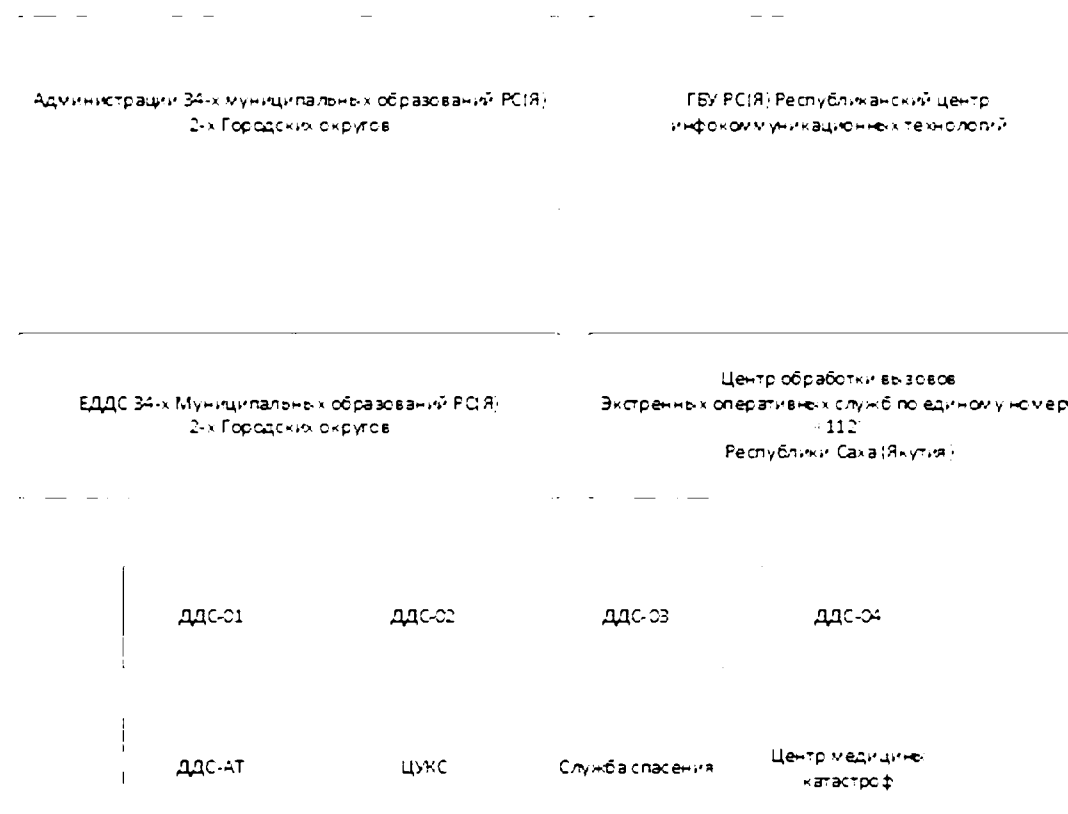 Администрации 34-х муниципальных образований РС(Я)
2-х Городских округов
ГБУ РС(Я) Республиканский центр
инфокоммуникационных технологий
ЕДДС 34-х Муниципальных образований РС(Я)
2-х Городских округов
Центр обработки вызовов
Экстренных оперативных служб по единому номер
112
Республики Саха (Якутия)
ДДС-01
ДДС-02
ДДС-03
ДДС-04
ДДС-АТ
ЦУКС
Служба спасения
Центр медицины
катастроф